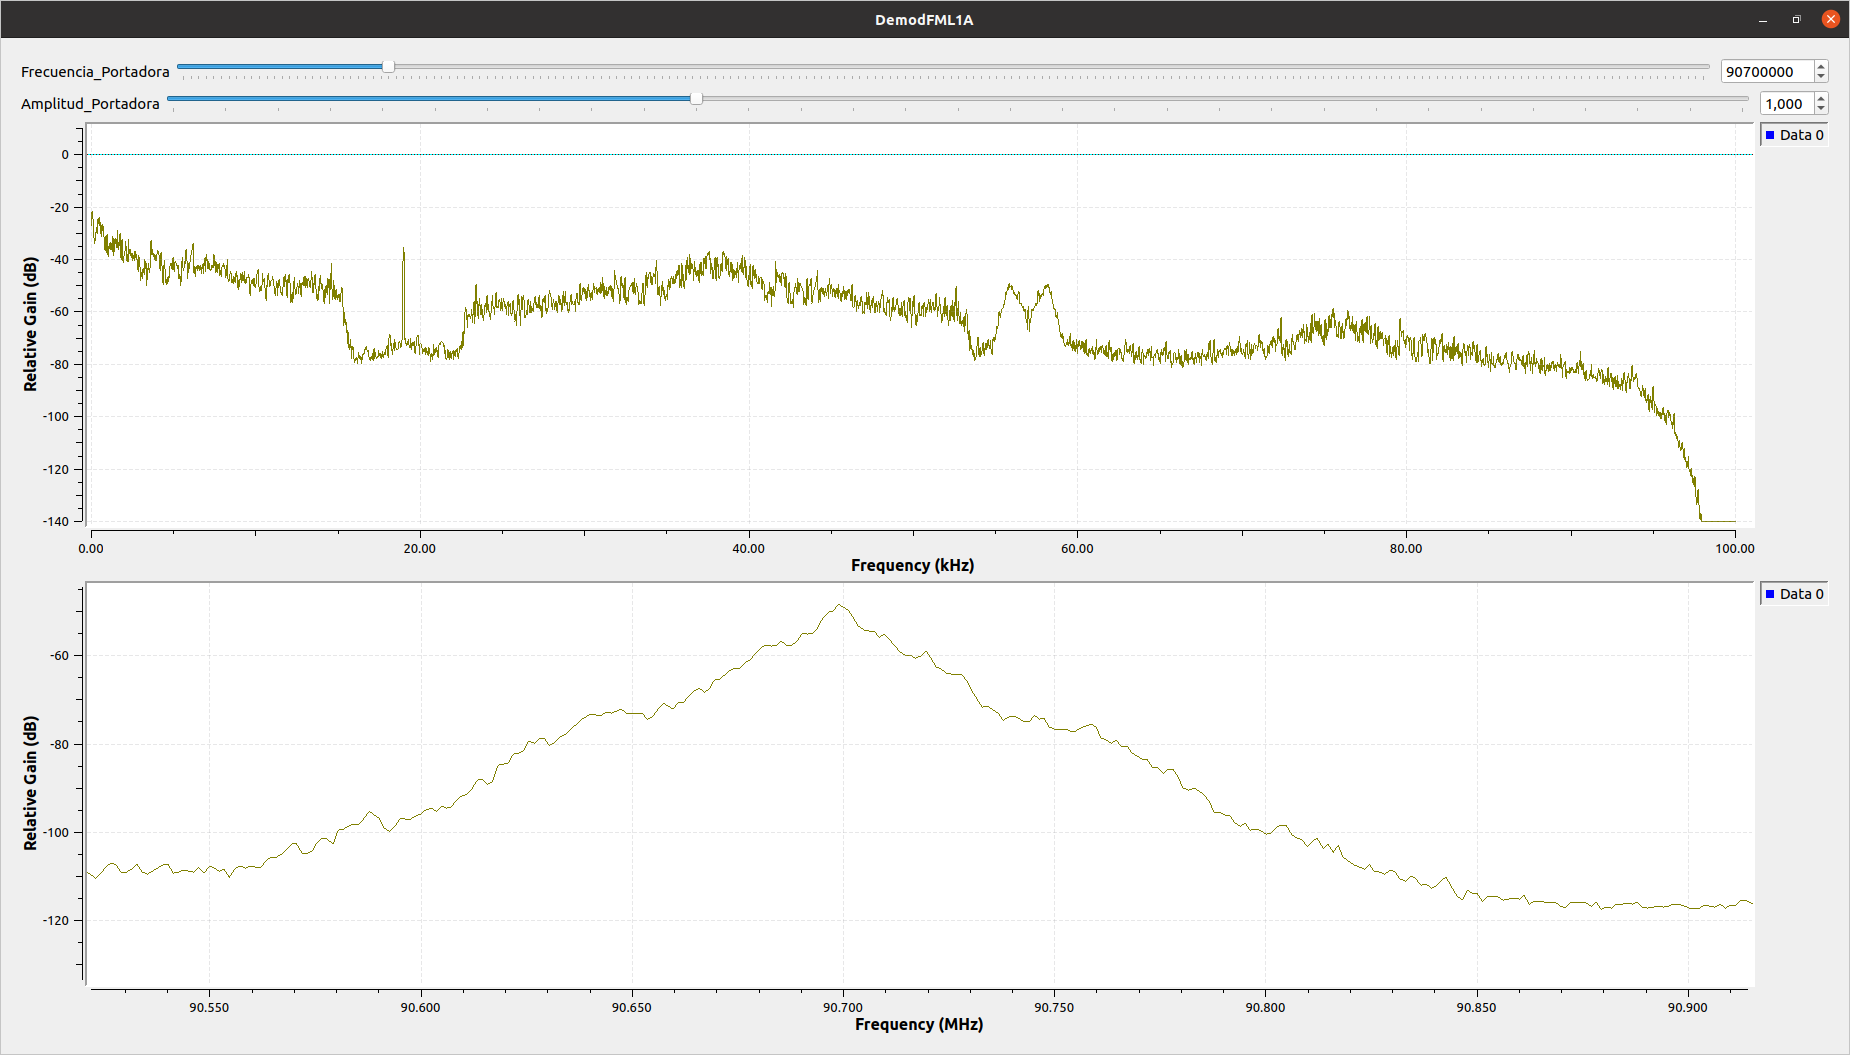 DemodFML1A
Frecuencia_Portadora
90700000
Amplitud_Portadora
1,000
Data 0
0
-20
-40
-60
-80
-100
-120
-140
Relative Gain (dB)
0.00 20.00 40.00 60.00 80.00 100.00
Frequency (kHz)
Data 0
-60
-80
-100
-120
Relative Gain (dB)
90.550 90.600 90.650 90.700 90.750 90.800 90.850 90.900
Frequency (MHz)